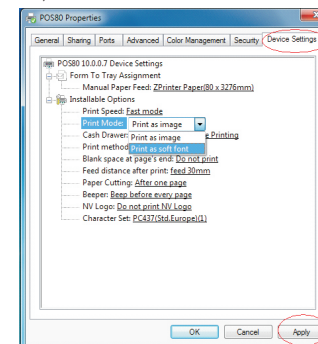 POS80 Properties
General Sharing Ports Advanced Color Management Security Device Settings
POS80 10.0.0.7 Device Settings
Form To Tray Assignment
Manual Paper Feed: ZPrinter Paper(80 x 3276mm)
Installable Options
Print Speed: Fast mode
Print Mode: Print as image
Cash Drawer: Print as image e Printing
Print method Print as soft font
Blank space at page's end: Do not print
Feed distance after print: feed 30mm
Paper Cutting: After one page
Beeper: Beep before every page
NV Logo: Do not print NV Logo
Character Set: PC437(Std.Europe)(1)
OK Cancel Apply